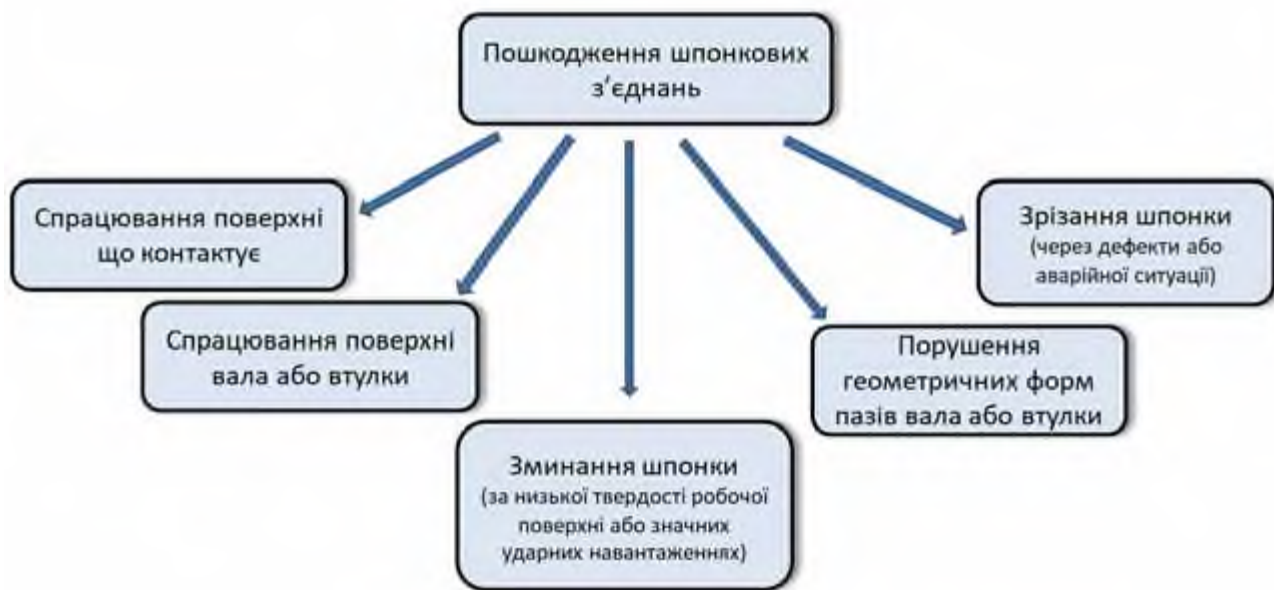 Пошкодження шпонкових
з’єднань
Спрацювання поверхні
що контактує
Спрацювання поверхні
вала або втулки
Зминання шпонки
(за низької твердості робочої
поверхні або значних
ударних навантаженнях)
Порушення
геометричних форм
пазів вала або втулки
Зрізання шпонки
(через дефекти або
аварійної ситуації)